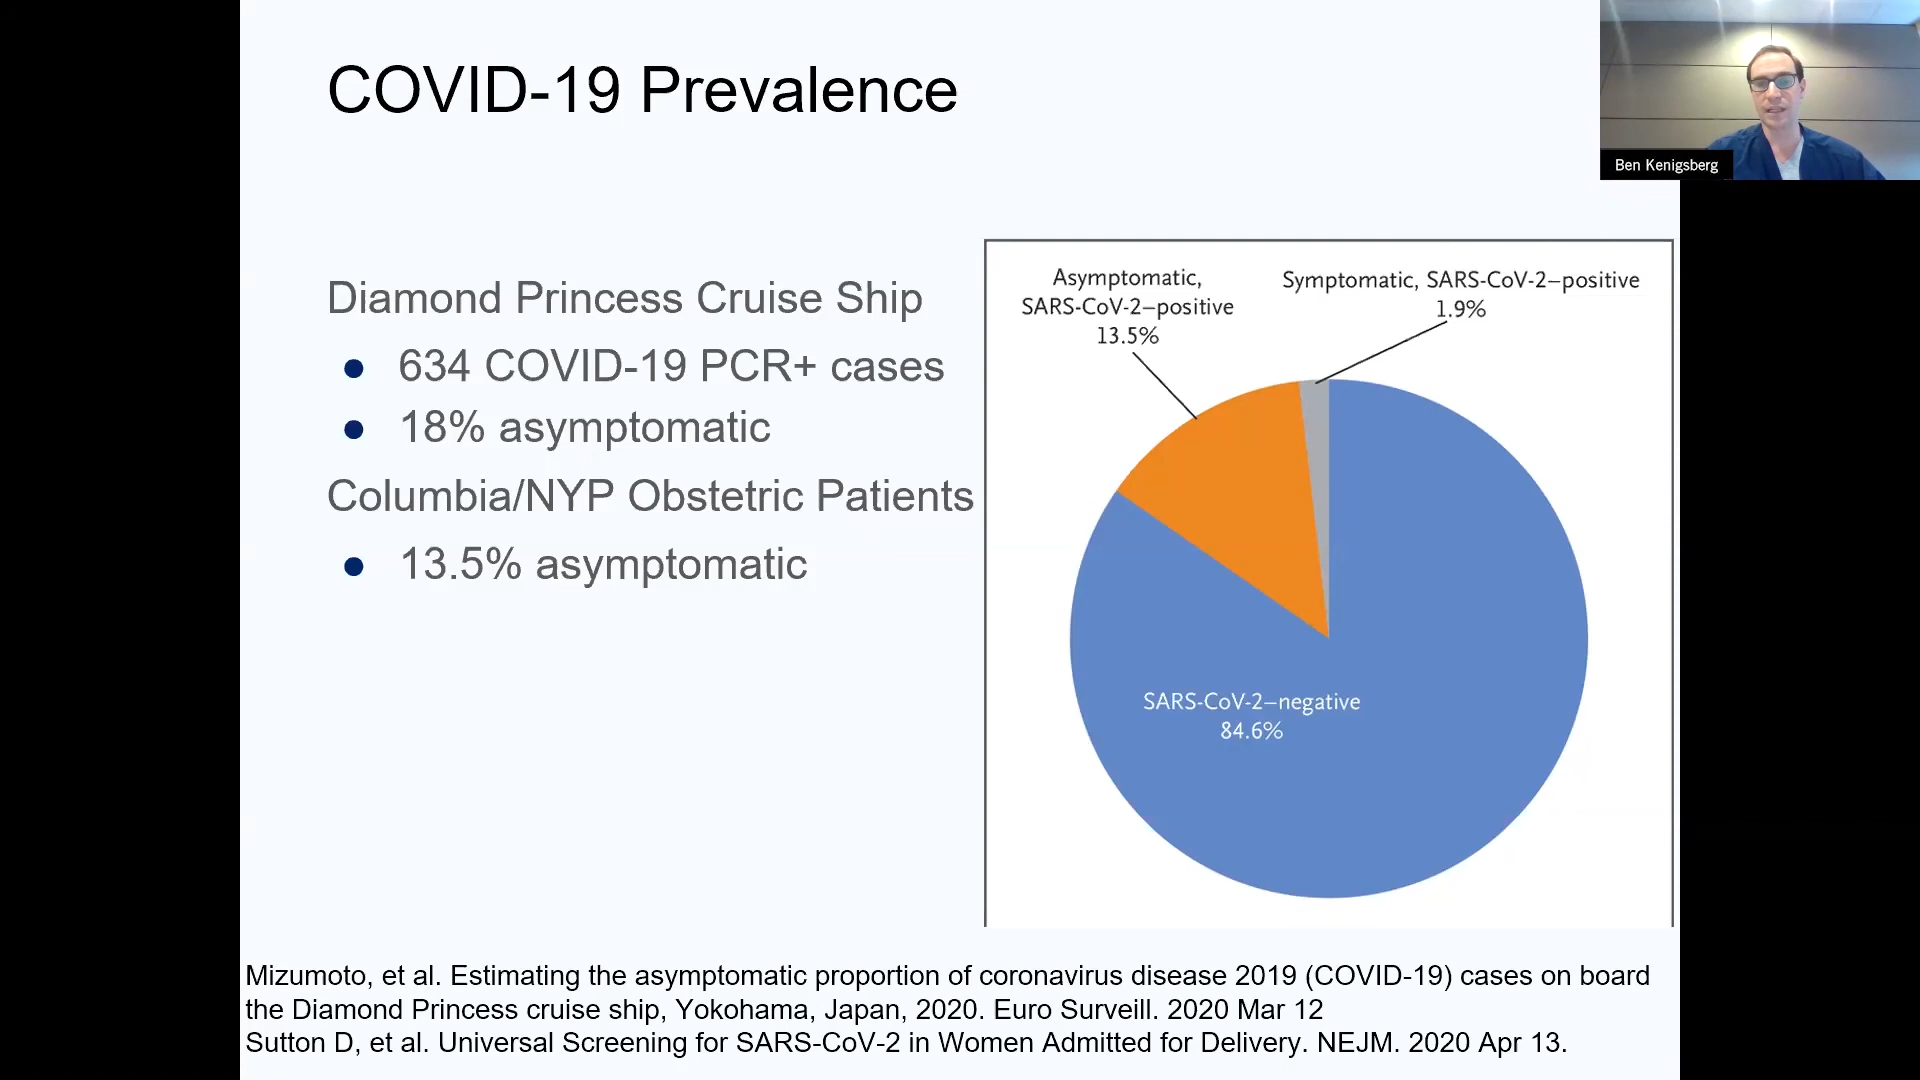 COVID-19 Prevalence
Ben Kenigsberg
Diamond Princess Cruise Ship
● 634 COVID-19 PCR+ cases
● 18% asymptomatic
Columbia/NYP Obstetric Patients
● 13.5% asymptomatic
Asymptomatic,
SARS-CoV-2–positive
13.5%
Symptomatic, SARS-CoV-2–positive
1.9%
SARS-CoV-2–negative
84.6%
Mizumoto, et al. Estimating the asymptomatic proportion of coronavirus disease 2019 (COVID-19) cases on board
the Diamond Princess cruise ship, Yokohama, Japan, 2020. Euro Surveill. 2020 Mar 12
Sutton D, et al. Universal Screening for SARS-CoV-2 in Women Admitted for Delivery. NEJM. 2020 Apr 13.